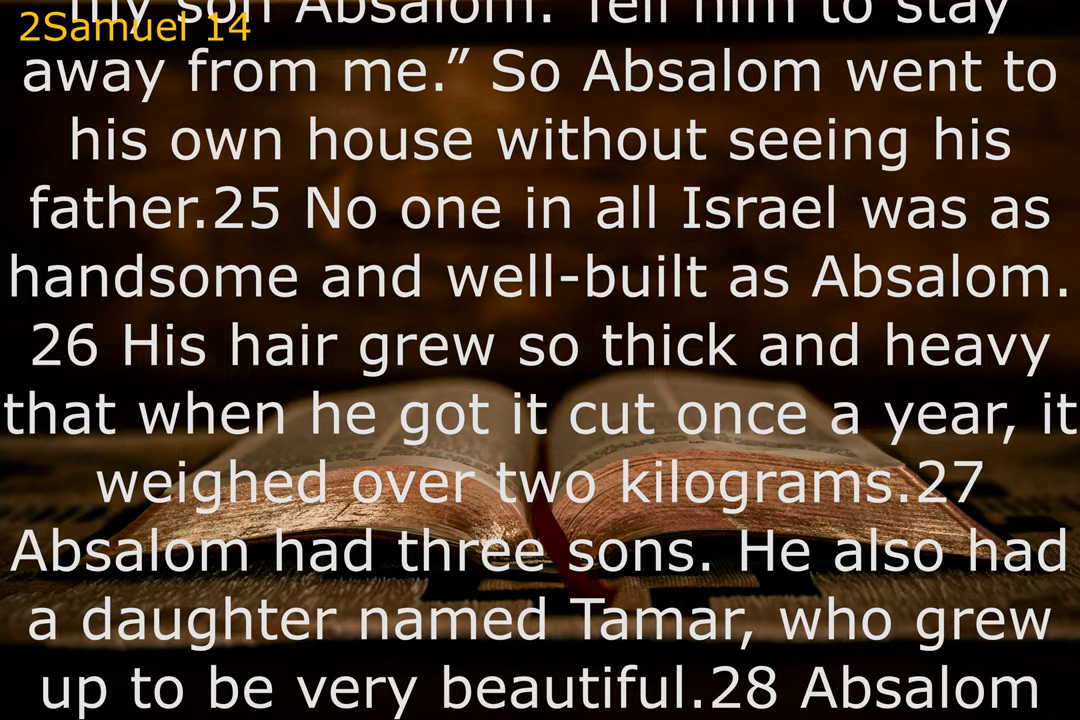 my son Absalom. Tell him to stay
2Samuel 14
away from me.” So Absalom went to
his own house without seeing his
father.25 No one in all Israel was as
handsome and well-built as Absalom.
26 His hair grew so thick and heavy
that when he got it cut once a year, it
weighed over two kilograms.27
Absalom had three sons. He also had
a daughter named Tamar, who grew
up to be very beautiful.28 Absalom